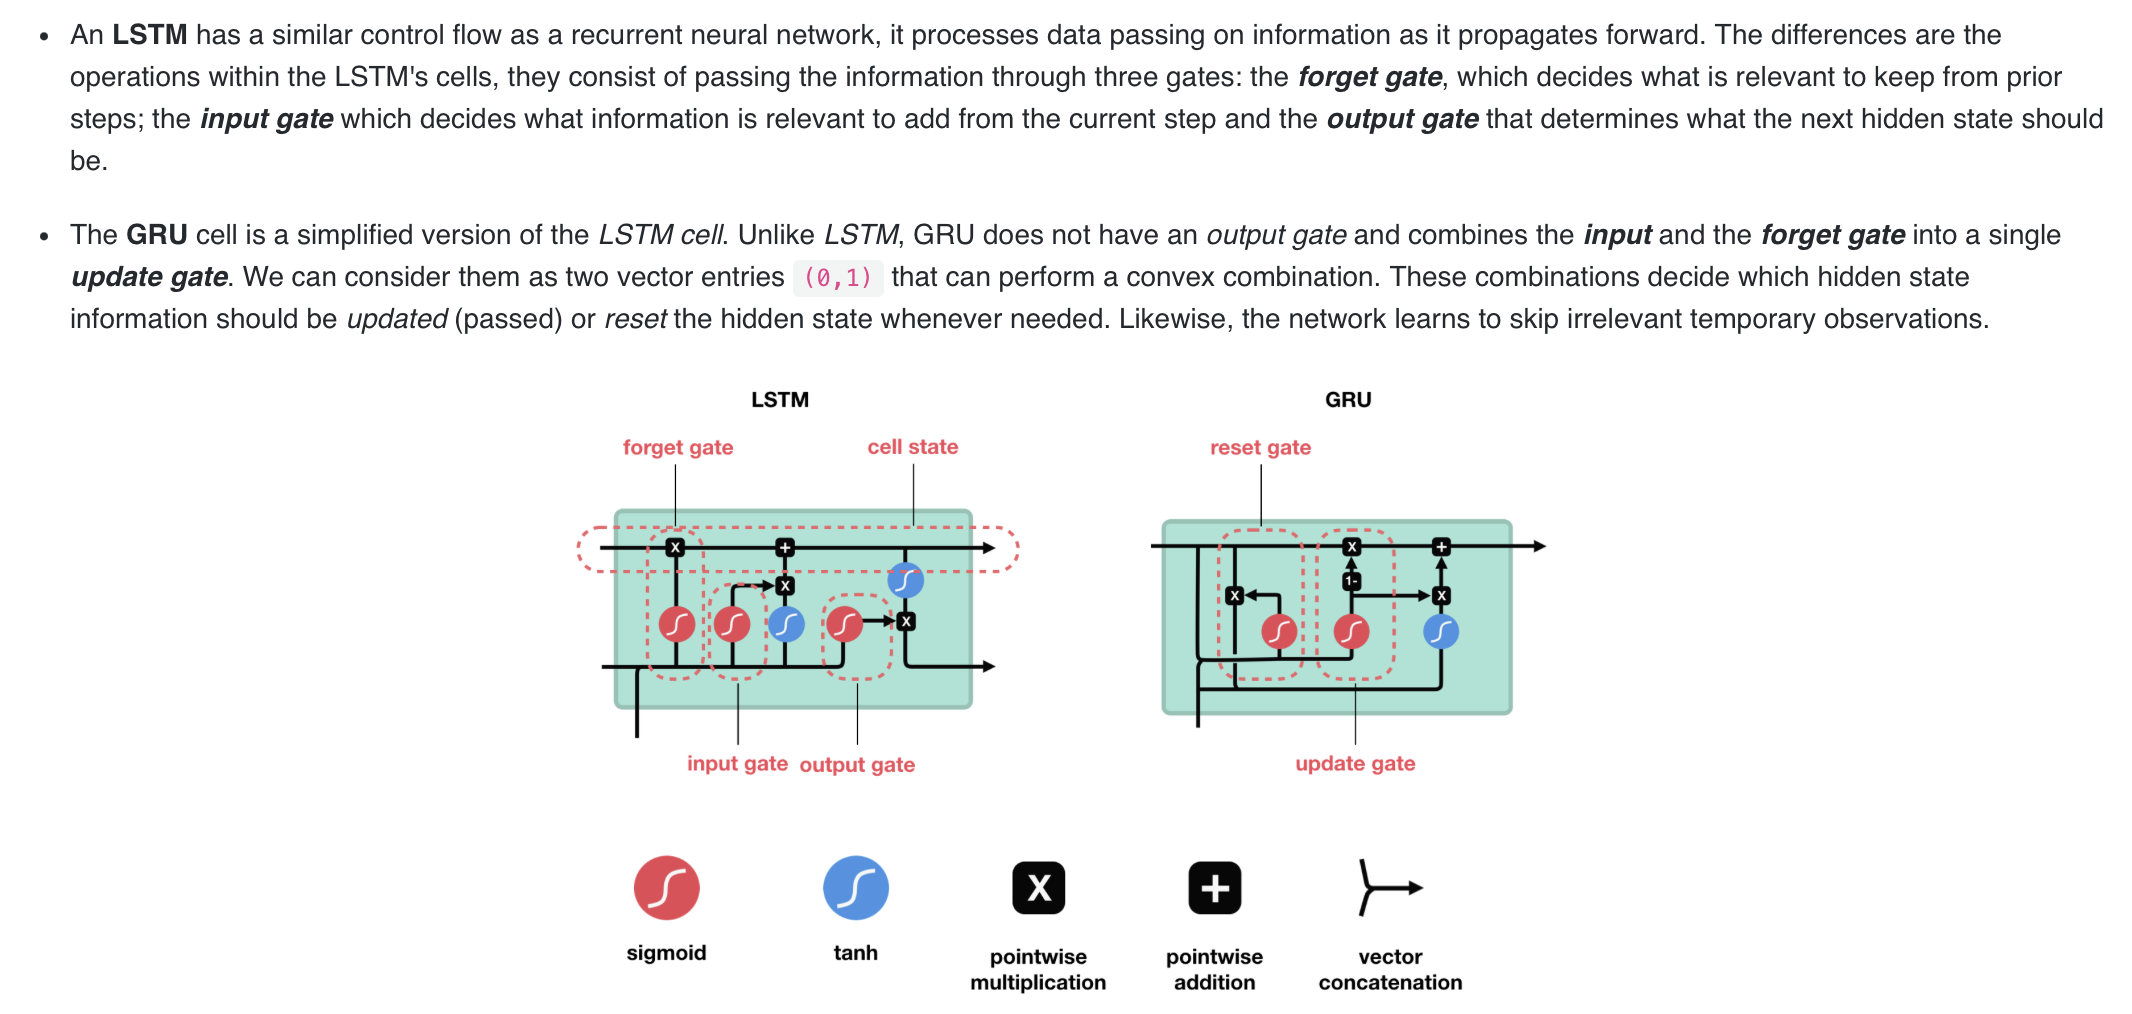 • An LSTM has a similar control flow as a recurrent neural network, it processes data passing on information as it propagates forward. The differences are the
operations within the LSTM's cells, they consist of passing the information through three gates: the forget gate, which decides what is relevant to keep from prior
steps; the input gate which decides what information is relevant to add from the current step and the output gate that determines what the next hidden state should
be.
• The GRU cell is a simplified version of the LSTM cell. Unlike LSTM, GRU does not have an output gate and combines the input and the forget gate into a single
update gate. We can consider them as two vector entries (0,1) that can perform a convex combination. These combinations decide which hidden state
information should be updated (passed) or reset the hidden state whenever needed. Likewise, the network learns to skip irrelevant temporary observations.
LSTM
forget gate cell state
x +
x
x
input gate output gate
GRU
reset gate
x +
1-
x x
update gate
X +
sigmoid
tanh
pointwise
multiplication
pointwise
addition
vector
concatenation